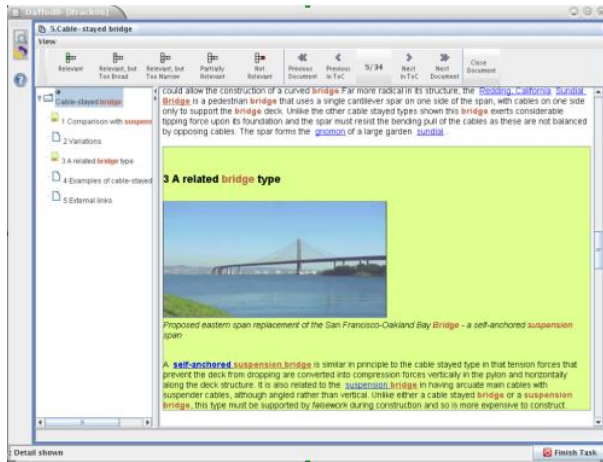 Daffodil- [itrack06]
5.Cable- stayed bridge
View
Relevant
Relevant, but
Too Broad
Relevant, but
Too Narrow
Partially
Relevant
Not
Relevant
Previous
Document
Previous
in ToC
5/34
Next
in ToC
Next
Document
Close
Document
Cable-stayed bridge
1 Comparison with suspens
2 Variations
3 A related bridge type
4 Examples of cable-stayed
5 External links
could allow the construction of a curved bridge.Far more radical in its structure, the Redding, California Sundial
Bridge is a pedestrian bridge that uses a single cantilever spar on one side of the span, with cables on one side
only to support the bridge deck. Unlike the other cable stayed types shown this bridge exerts considerable
tipping force upon its foundation and the spar must resist the bending pull of the cables as these are not balanced
by opposing cables. The spar forms the gnomon of a large garden sundial .
3 A related bridge type
Proposed eastern span replacement of the San Francisco-Oakland Bay Bridge - a self-anchored suspension
span
A self-anchored suspension bridge is similar in principle to the cable stayed type in that tension forces that
prevent the deck from dropping are converted into compression forces vertically in the pylon and horizontally
along the deck structure. It is also related to the suspension bridge in having arcuate main cables with
suspender cables, although angled rather than vertical. Unlike either a cable stayed bridge or a suspension
bridge, this type must be supported by falsework during construction and so is more expensive to construct.
: Detail shown
Finish Task